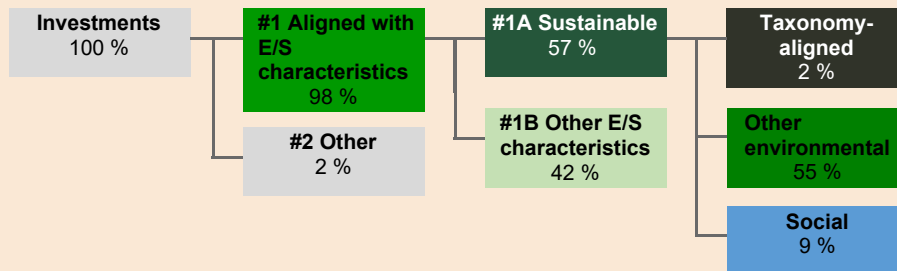 Investments
100 %
#1 Aligned with
E/S
characteristics
98 %
#2 Other
2 %
#1A Sustainable
57 %
#1B Other E/S
characteristics
42 %
Taxonomy-
aligned
2 %
Other
environmental
55 %
Social
9 %